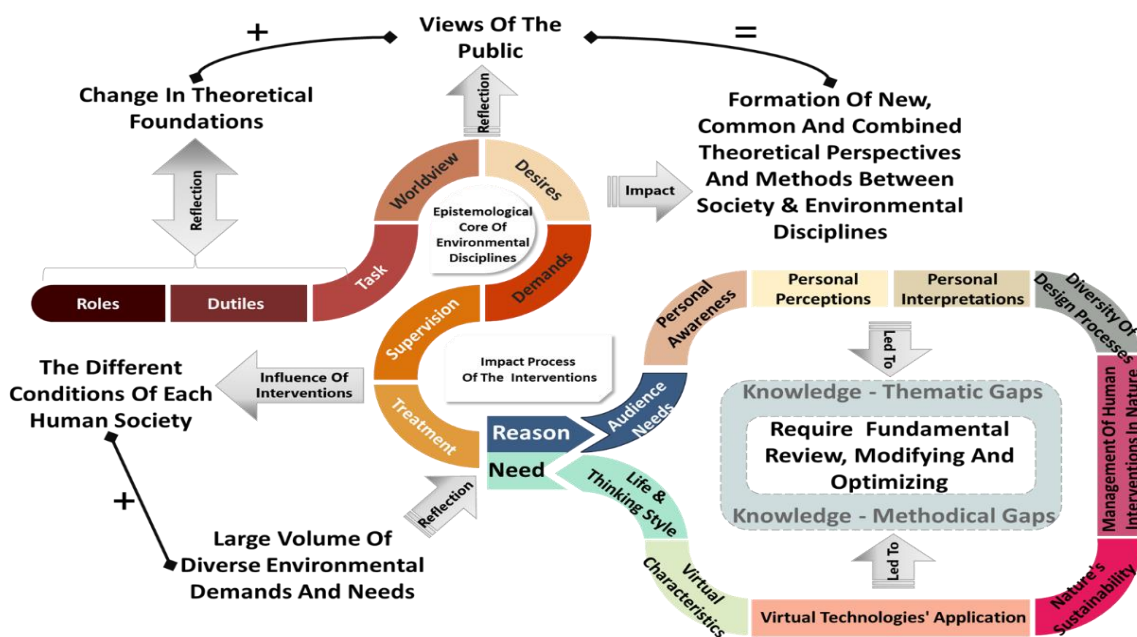 +
=
Views Of The
Public
Change In Theoretical
Foundations
Reflection
Reflection
Formation Of New,
Common And Combined
Theoretical Perspectives
And Methods Between
Society & Environmental
Disciplines
Impact
Worldview
Desires
Epistemological
Core Of
Environmental
Disciplines
Roles
Dutiles
Task
Demands
Supervision
Treatment
Impact Process
Of The Interventions
Influence Of
Interventions
The Different
Conditions Of Each
Human Society
+
Large Volume Of
Diverse Environmental
Demands And Needs
Reflection
Reason
Need
Audience Needs
Personal
Awareness
Personal
Perceptions
Personal
Interpretations
Diversity Of
Design Processes
Management Of Human
Interventions In Nature
Nature's
Sustainability
Virtual Technologies' Application
Virtual
Characteristics
Life &
Thinking Style
Led To
Knowledge - Thematic Gaps
Require Fundamental
Review, Modifying And
Optimizing
Knowledge - Methodical Gaps
Led To